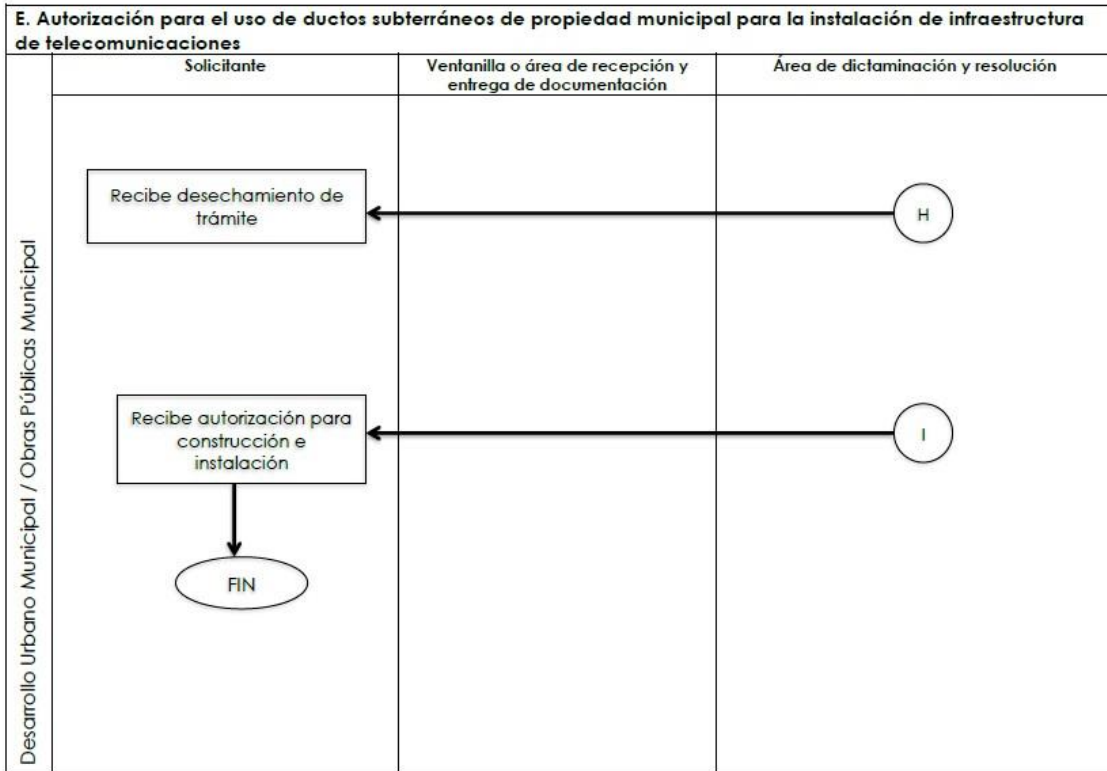 E. Autorización para el uso de ductos subterráneos de propiedad municipal para la instalación de infraestructura
de telecomunicaciones
Solicitante
Ventanilla o área de recepción y
entrega de documentación
Área de dictaminación y resolución
Desarrollo Urbano Municipal / Obras Públicas Municipal
Recibe desechamiento de
trámite
H
Recibe autorización para
construcción e
instalación
I
FIN